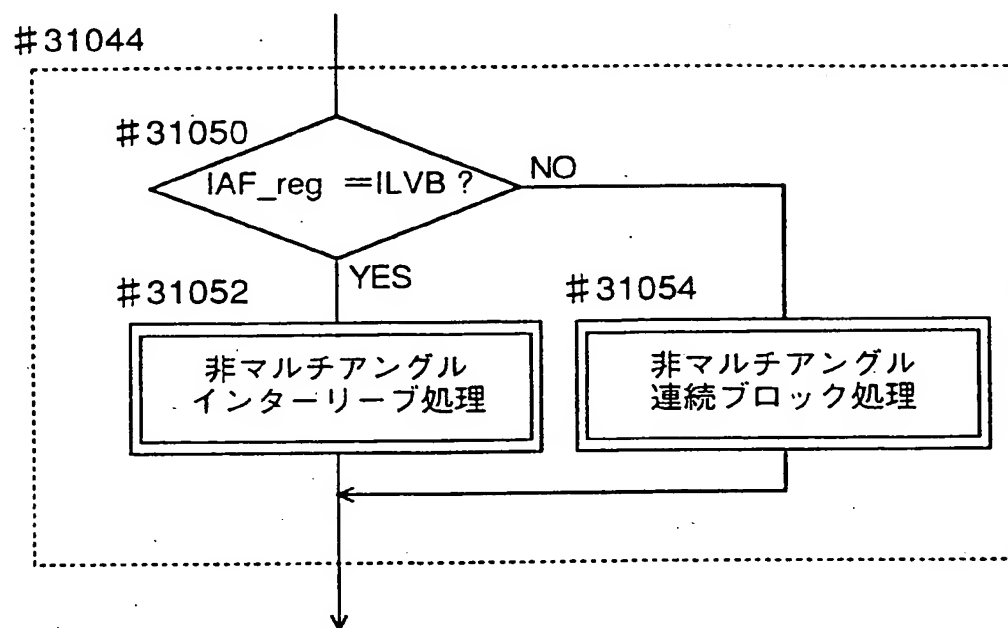 #31044
#31050
IAF_reg =ILVB ?
NO
YES
#31052
#31054
非マルチアングル
インターリーブ処理
非マルチアングル
連続ブロック処理